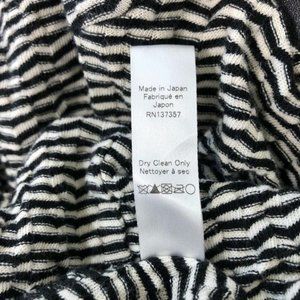 Made in Japan
Fabriqué en
Japon
RN137357
Dry Clean Only
Nettoyer à sec